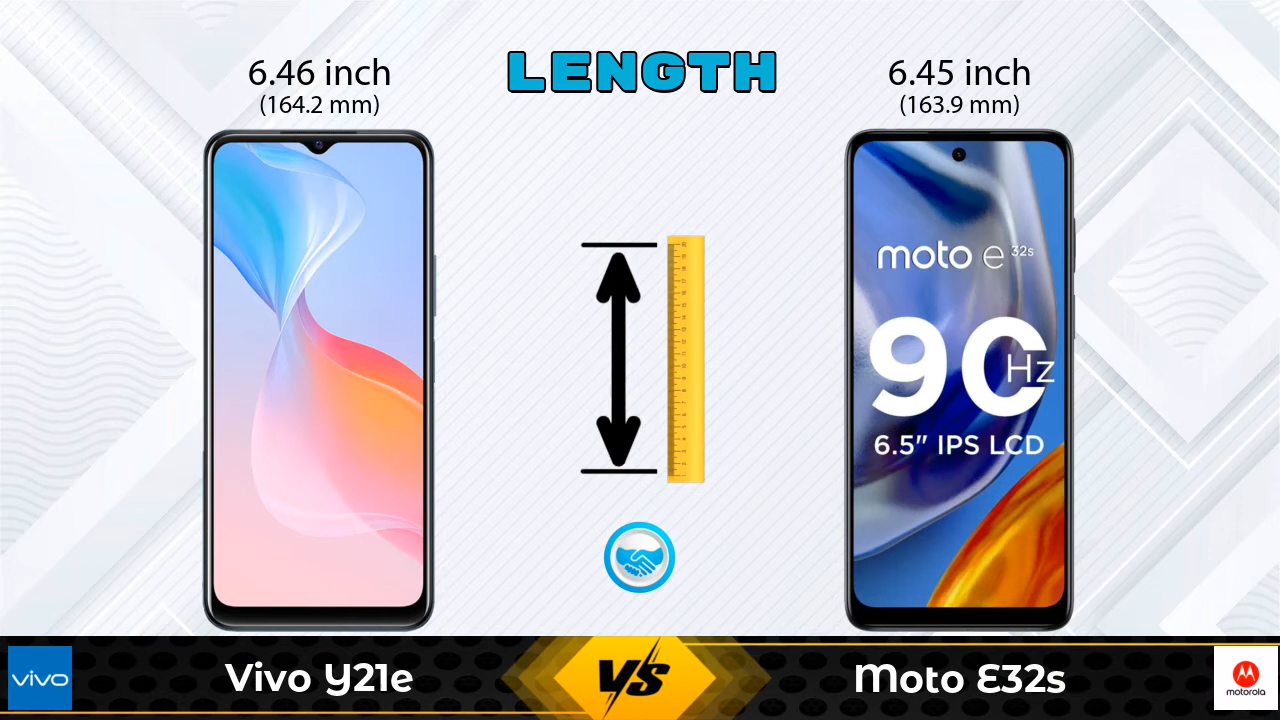 LENGTH
6.46 inch
(164.2 mm)
6.45 inch
(163.9 mm)
moto e 32s
90Hz
6.5" IPS LCD
vivo
Vivo Y21e
VS
Moto E32s
motorola